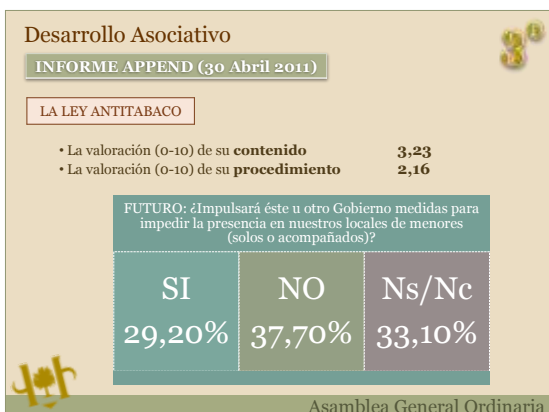 Desarrollo Asociativo
INFORME APPEND (30 Abril 2011)
LA LEY ANTITABACO
• La valoración (0-10) de su contenido 3,23
• La valoración (0-10) de su procedimiento 2,16
FUTURO: ¿Impulsará éste u otro Gobierno medidas para
impedir la presencia en nuestros locales de menores
(solos o acompañados)?
SI NO Ns/Nc
29,20% 37,70% 33,10%
Asamblea General Ordinaria